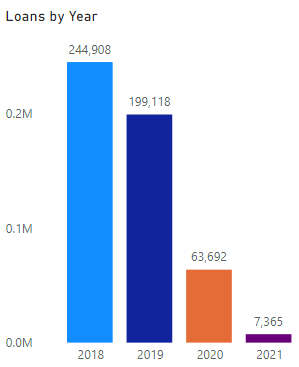 Loans by Year
244,908
0.2M
199,118
0.1M
63,692
7,365
0.0M
2018 2019 2020 2021